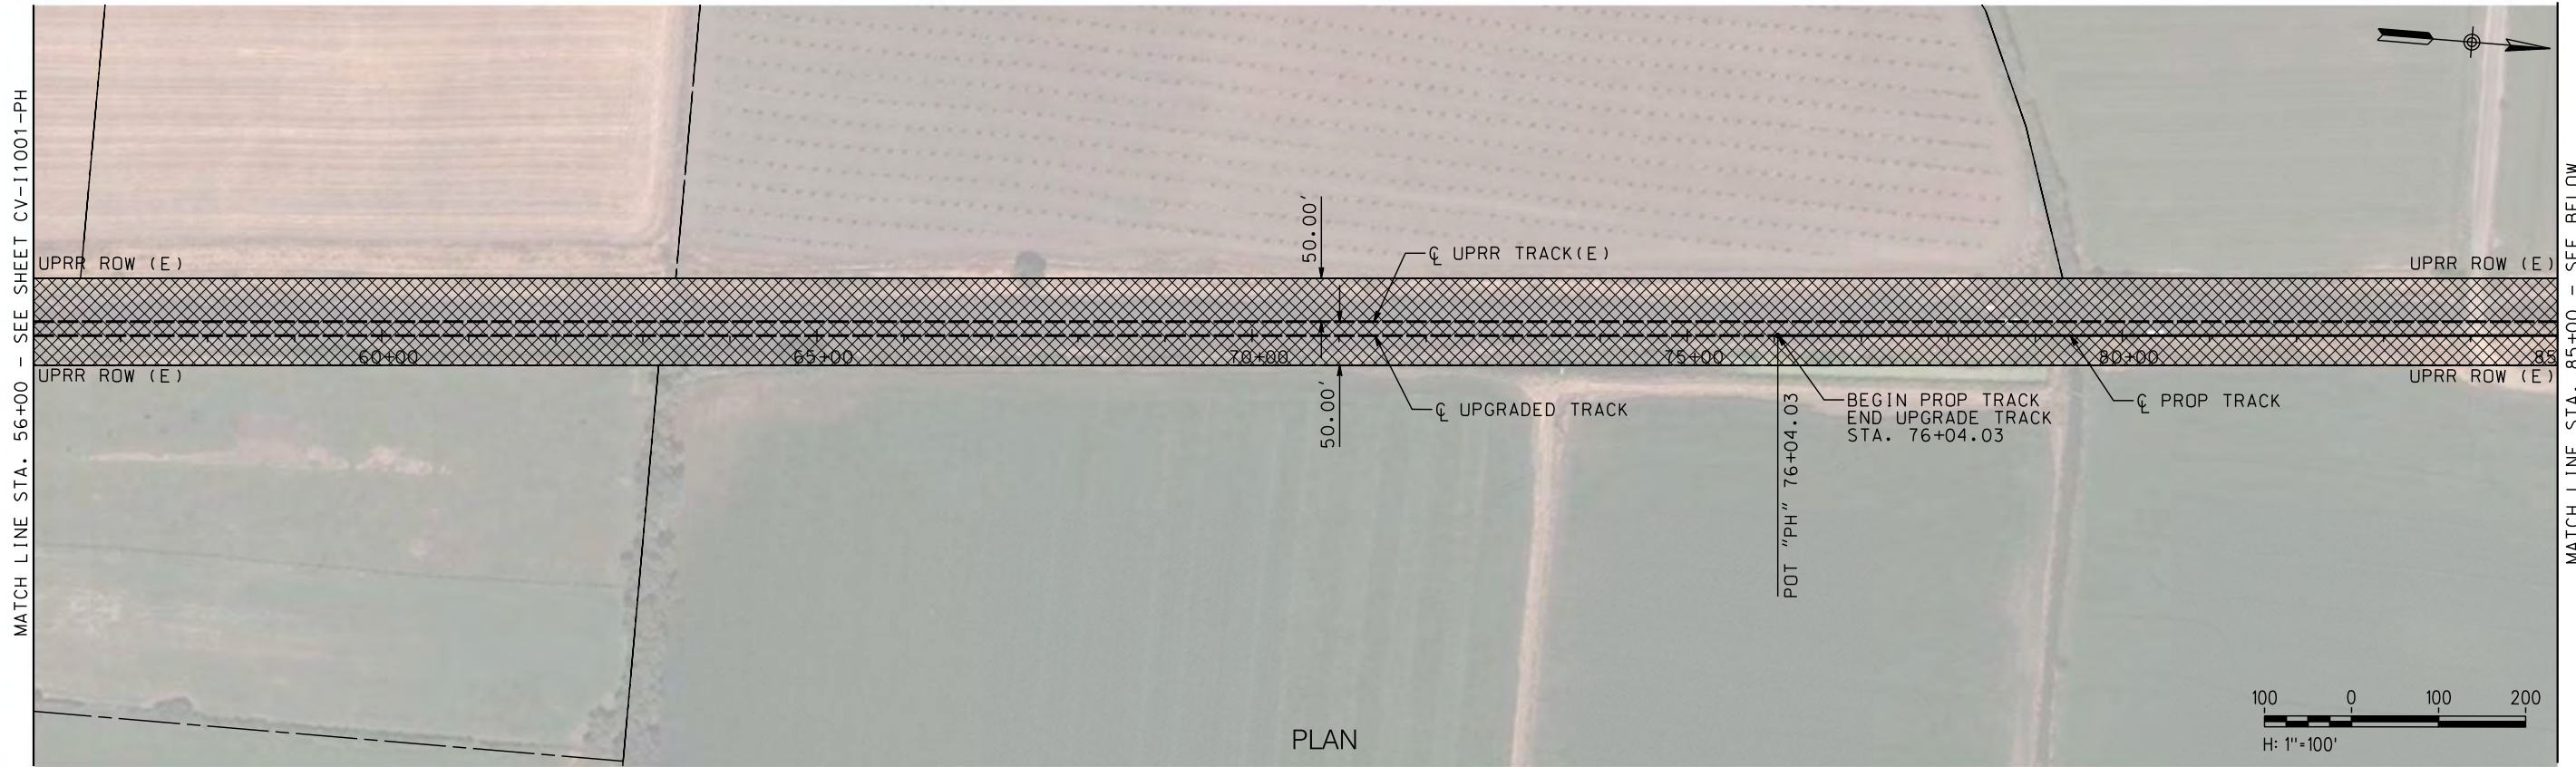 MATCH LINE STA. 56+00 - SEE SHEET CV-I1001-PH
UPRR ROW (E)
UPRR ROW (E)
50.00'
℄ UPRR TRACK(E)
UPRR ROW (E)
60+00
65+00
70+00
75+00
80+00
85
UPRR ROW (E)
50.00'
℄ UPGRADED TRACK
POT "PH" 76+04.03
BEGIN PROP TRACK
END UPGRADE TRACK
STA. 76+04.03
℄ PROP TRACK
UPRR ROW (E)
MATCH LINE STA. 85+00 - SEE BELOW
PLAN
100 0 100 200
H: 1"=100'